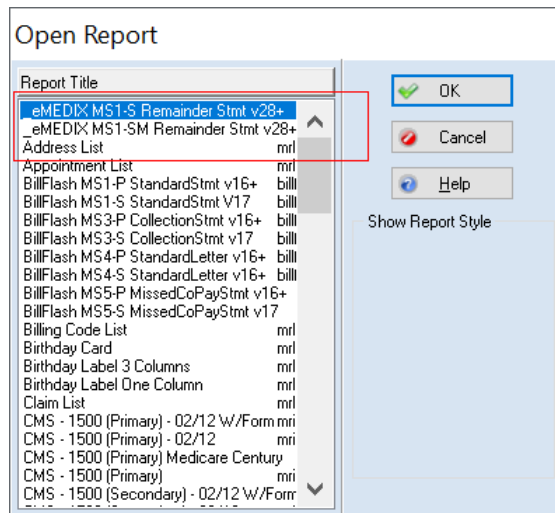 Open Report
Report Title
_eMEDIX MS1-S Remainder Stmt v28+
_eMEDIX MS1-SM Remainder Stmt v28+
Address List mrl
Appointment List mrl
BillFlash MS1-P StandardStmt v16+ bill
BillFlash MS1-S StandardStmt V17 bill
BillFlash MS3-P CollectionStmt v16+ bill
BillFlash MS3-S CollectionStmt v17 bill
BillFlash MS4-P StandardLetter v16+ bill
BillFlash MS4-S StandardLetter v16+ bill
BillFlash MS5-P MissedCoPayStmt v16+
BillFlash MS5-S MissedCoPayStmt v17
Billing Code List mrl
Birthday Card mrl
Birthday Label 3 Columns mrl
Birthday Label One Column mrl
Claim List mrl
CMS - 1500 (Primary) - 02/12 W/Form mri
CMS - 1500 (Primary) - 02/12 mri
CMS - 1500 (Primary) Medicare Century
CMS - 1500 (Primary) mri
CMS - 1500 (Secondary) - 02/12 W/Form
OK
Cancel
Help
Show Report Style